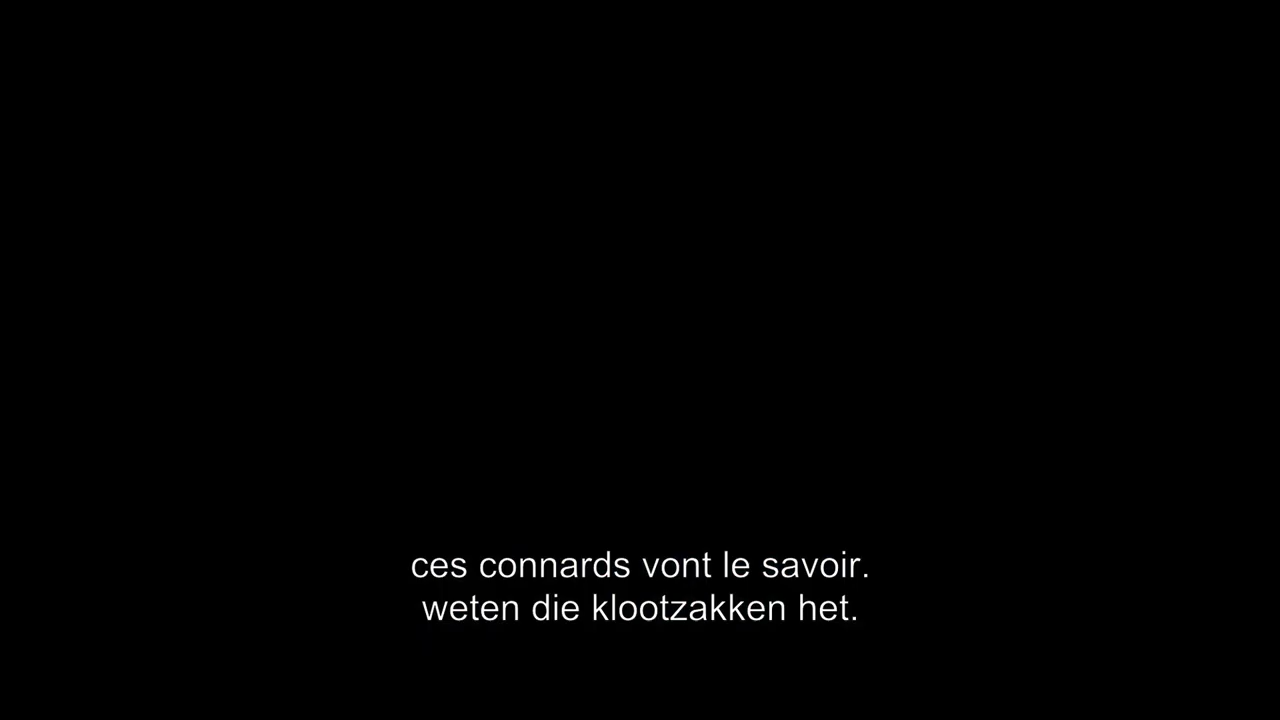 ces connards vont le savoir.
weten die klootzakken het.